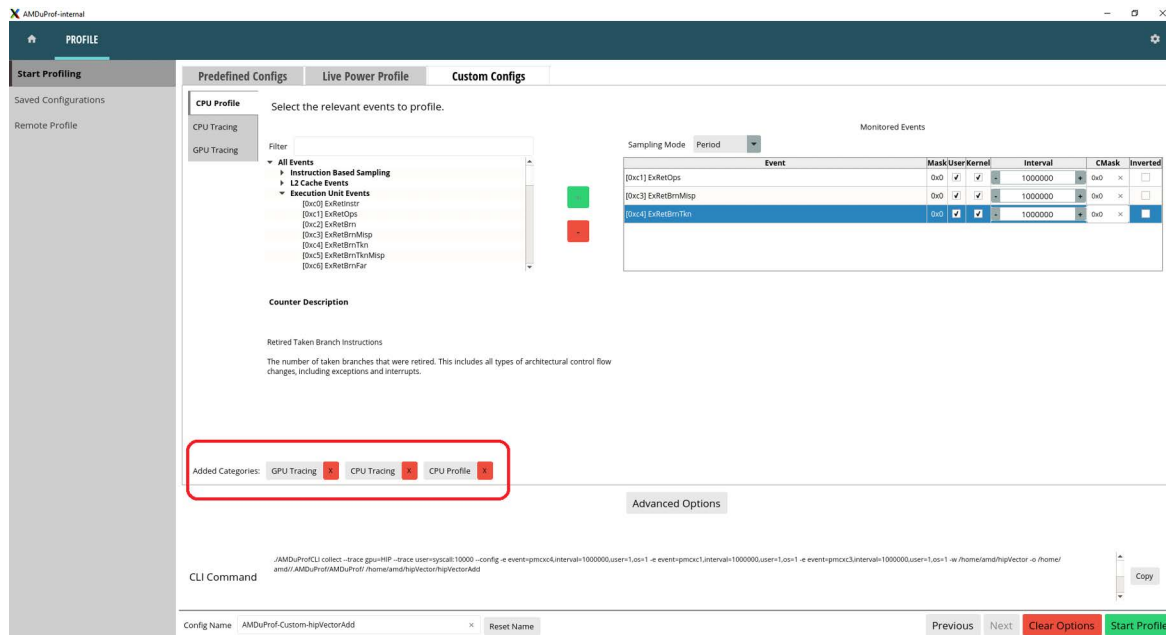 AMDuProf-internal
PROFILE
Start Profiling
Saved Configurations
Remote Profile
Predefined Configs Live Power Profile Custom Configs
CPU Profile
CPU Tracing
GPU Tracing
Select the relevant events to profile.
Filter
All Events
Instruction Based Sampling
L2 Cache Events
Execution Unit Events
[0xc0] ExRetInstr
[0xc1] ExRetOps
[0xc2] ExRetBrn
[0xc3] ExRetBrnMisp
[0xc4] ExRetBrnTkn
[0xc5] ExRetBrnTknMisp
[0xc6] ExRetBrnFar
-
Monitored Events
Sampling Mode Period
Event Mask User Kernel Interval CMask Inverted
[0xc1] ExRetOps 0x0 - 1000000 + 0x0 ×
[0xc3] ExRetBrnMisp 0x0 - 1000000 + 0x0 ×
[0xc4] ExRetBrnTkn 0x0 - 1000000 + 0x0 ×
Counter Description
Retired Taken Branch Instructions
The number of taken branches that were retired. This includes all types of architectural control flow
changes, including exceptions and interrupts.
Added Categories: GPU Tracing X CPU Tracing X CPU Profile X
Advanced Options
CLI Command
./AMDuProfCLI collect --trace gpu=HIP --trace user=syscall:10000 --config -e event=pmcxc4,interval=1000000,user=1,os=1 -e event=pmcxc1,interval=1000000,user=1,os=1 -e event=pmcxc3,interval=1000000,user=1,os=1 -w /home/amd/hipVector -o /home/
amd//.AMDuProf/AMDuProf/ /home/amd/hipVector/hipVectorAdd
Copy
Config Name AMDuProf-Custom-hipVectorAdd × Reset Name Previous Next Clear Options Start Profile